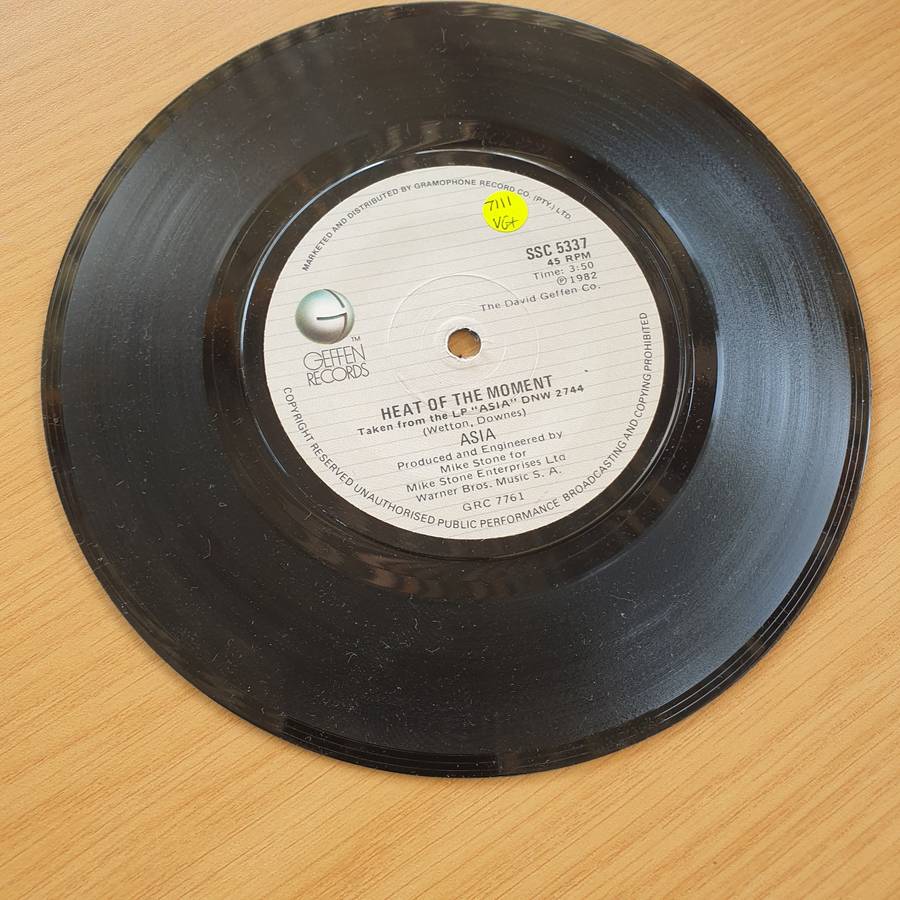 MARKETED AND DISTRIBUTED BY GRAMOPHONE RECORD CO. (PTY.) LTD.
7111
VG+
SSC 5337
45 RPM
Time: 3:50
℗ 1982
The David Geffen Co.
TM
GEFFEN
RECORDS
HEAT OF THE MOMENT
Taken from the LP "ASIA" DNW 2744
(Wetton, Downes)
ASIA
Produced and Engineered by
Mike Stone for
Mike Stone Enterprises Ltd
Warner Bros. Music S. A.
GRC 7761
COPYRIGHT RESERVED UNAUTHORISED PUBLIC PERFORMANCE BROADCASTING AND COPYING PROHIBITED